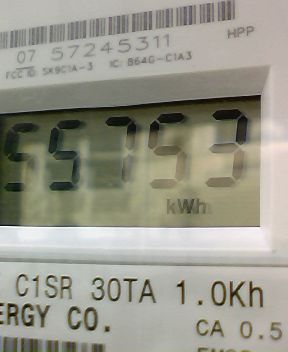 07 57245311
HPP
FCC ID: SK9C1A-3 IC: 864G-C1A3
55753
kWh
C1SR 30TA 1.0Kh
ERGY CO.
CA 0.5